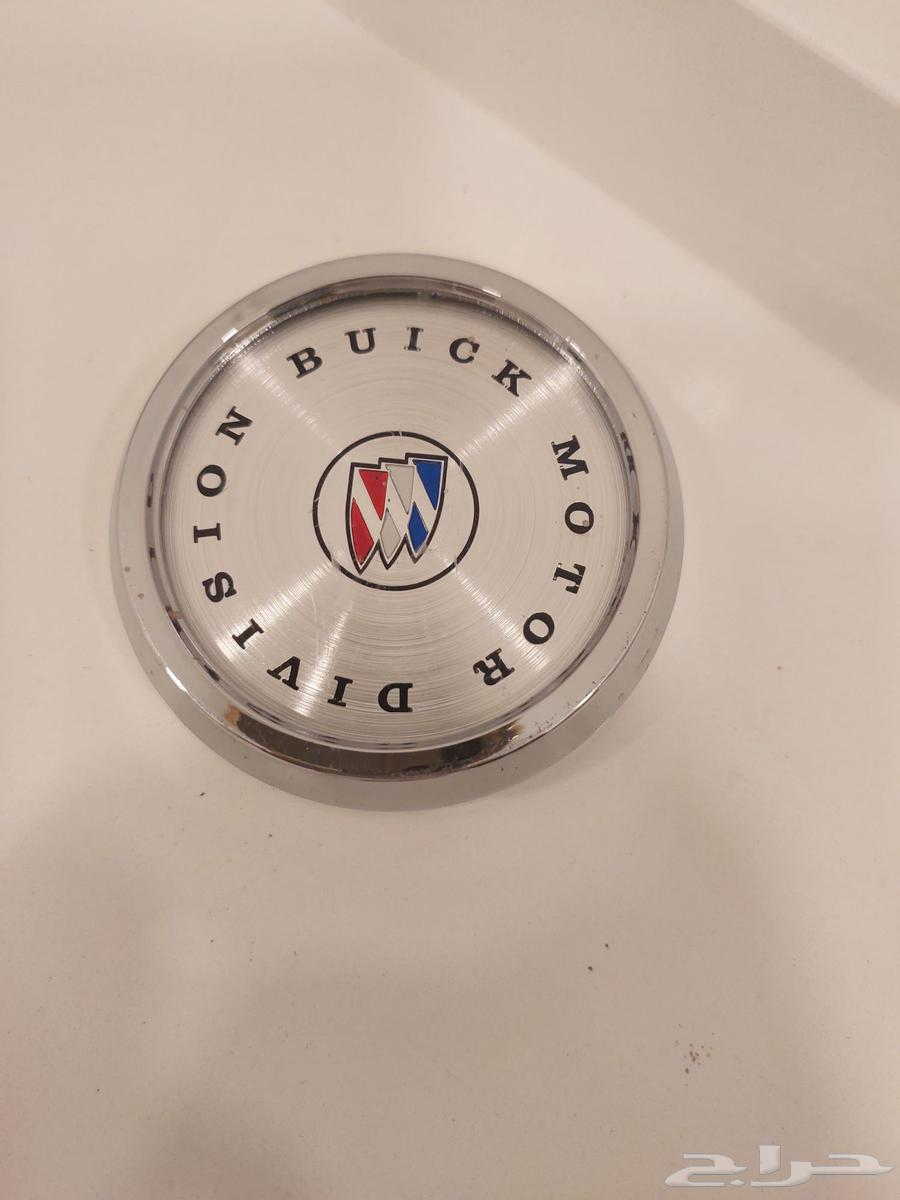 BUICK MOTOR DIVISION
حراج